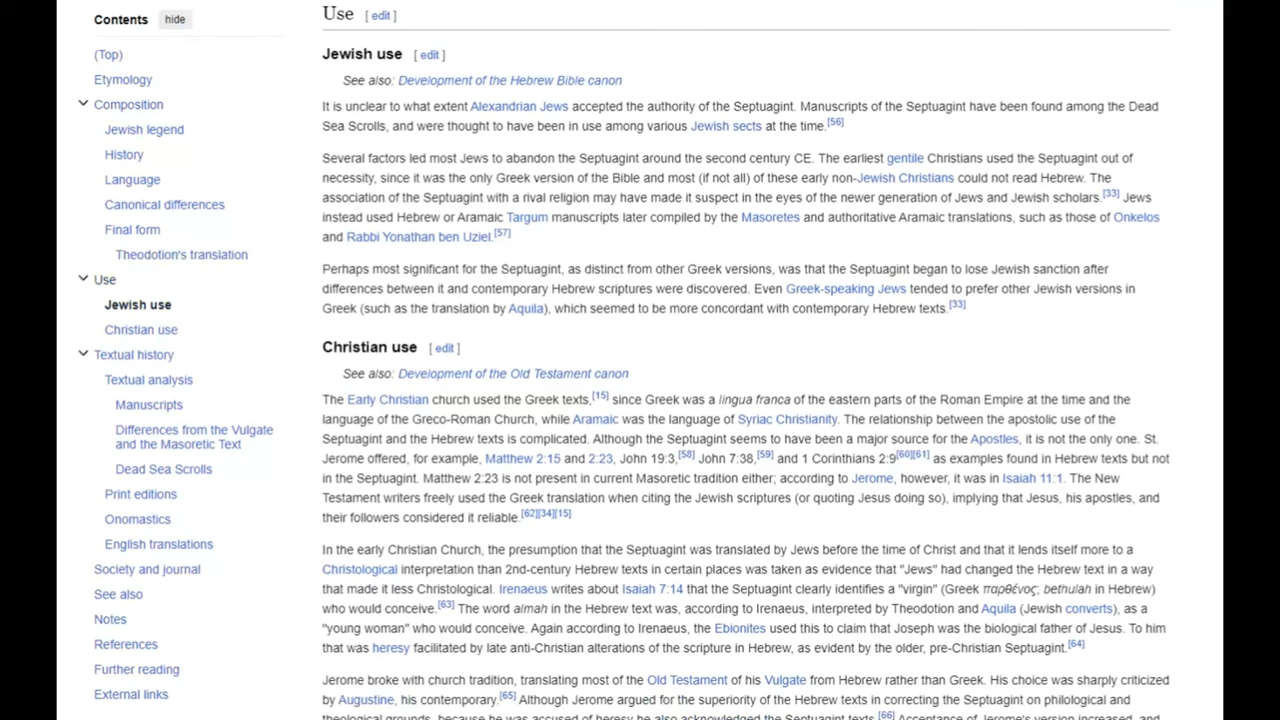 Contents hide
(Top)
Etymology
Composition
Jewish legend
History
Language
Canonical differences
Final form
Theodotion's translation
Use
Jewish use
Christian use
Textual history
Textual analysis
Manuscripts
Differences from the Vulgate
and the Masoretic Text
Dead Sea Scrolls
Print editions
Onomastics
English translations
Society and journal
See also
Notes
References
Further reading
External links
Use [ edit ]
Jewish use [ edit ]
See also: Development of the Hebrew Bible canon
It is unclear to what extent Alexandrian Jews accepted the authority of the Septuagint. Manuscripts of the Septuagint have been found among the Dead
Sea Scrolls, and were thought to have been in use among various Jewish sects at the time.[56]
Several factors led most Jews to abandon the Septuagint around the second century CE. The earliest gentile Christians used the Septuagint out of
necessity, since it was the only Greek version of the Bible and most (if not all) of these early non-Jewish Christians could not read Hebrew. The
association of the Septuagint with a rival religion may have made it suspect in the eyes of the newer generation of Jews and Jewish scholars.[33] Jews
instead used Hebrew or Aramaic Targum manuscripts later compiled by the Masoretes and authoritative Aramaic translations, such as those of Onkelos
and Rabbi Yonathan ben Uziel.[57]
Perhaps most significant for the Septuagint, as distinct from other Greek versions, was that the Septuagint began to lose Jewish sanction after
differences between it and contemporary Hebrew scriptures were discovered. Even Greek-speaking Jews tended to prefer other Jewish versions in
Greek (such as the translation by Aquila), which seemed to be more concordant with contemporary Hebrew texts.[33]
Christian use [ edit ]
See also: Development of the Old Testament canon
The Early Christian church used the Greek texts,[15] since Greek was a lingua franca of the eastern parts of the Roman Empire at the time and the
language of the Greco-Roman Church, while Aramaic was the language of Syriac Christianity. The relationship between the apostolic use of the
Septuagint and the Hebrew texts is complicated. Although the Septuagint seems to have been a major source for the Apostles, it is not the only one. St.
Jerome offered, for example, Matthew 2:15 and 2:23, John 19:3,[58] John 7:38,[59] and 1 Corinthians 2:9[60][61] as examples found in Hebrew texts but not
in the Septuagint. Matthew 2:23 is not present in current Masoretic tradition either; according to Jerome, however, it was in Isaiah 11:1. The New
Testament writers freely used the Greek translation when citing the Jewish scriptures (or quoting Jesus doing so), implying that Jesus, his apostles, and
their followers considered it reliable.[62][34][15]
In the early Christian Church, the presumption that the Septuagint was translated by Jews before the time of Christ and that it lends itself more to a
Christological interpretation than 2nd-century Hebrew texts in certain places was taken as evidence that "Jews" had changed the Hebrew text in a way
that made it less Christological. Irenaeus writes about Isaiah 7:14 that the Septuagint clearly identifies a "virgin" (Greek παρθένος; bethulah in Hebrew)
who would conceive.[63] The word almah in the Hebrew text was, according to Irenaeus, interpreted by Theodotion and Aquila (Jewish converts), as a
"young woman" who would conceive. Again according to Irenaeus, the Ebionites used this to claim that Joseph was the biological father of Jesus. To him
that was heresy facilitated by late anti-Christian alterations of the scripture in Hebrew, as evident by the older, pre-Christian Septuagint.[64]
Jerome broke with church tradition, translating most of the Old Testament of his Vulgate from Hebrew rather than Greek. His choice was sharply criticized
by Augustine, his contemporary.[65] Although Jerome argued for the superiority of the Hebrew texts in correcting the Septuagint on philological and
theological grounds, because he was accused of heresy he also acknowledged the Septuagint texts.[66] Acceptance of Jerome's version increased, and